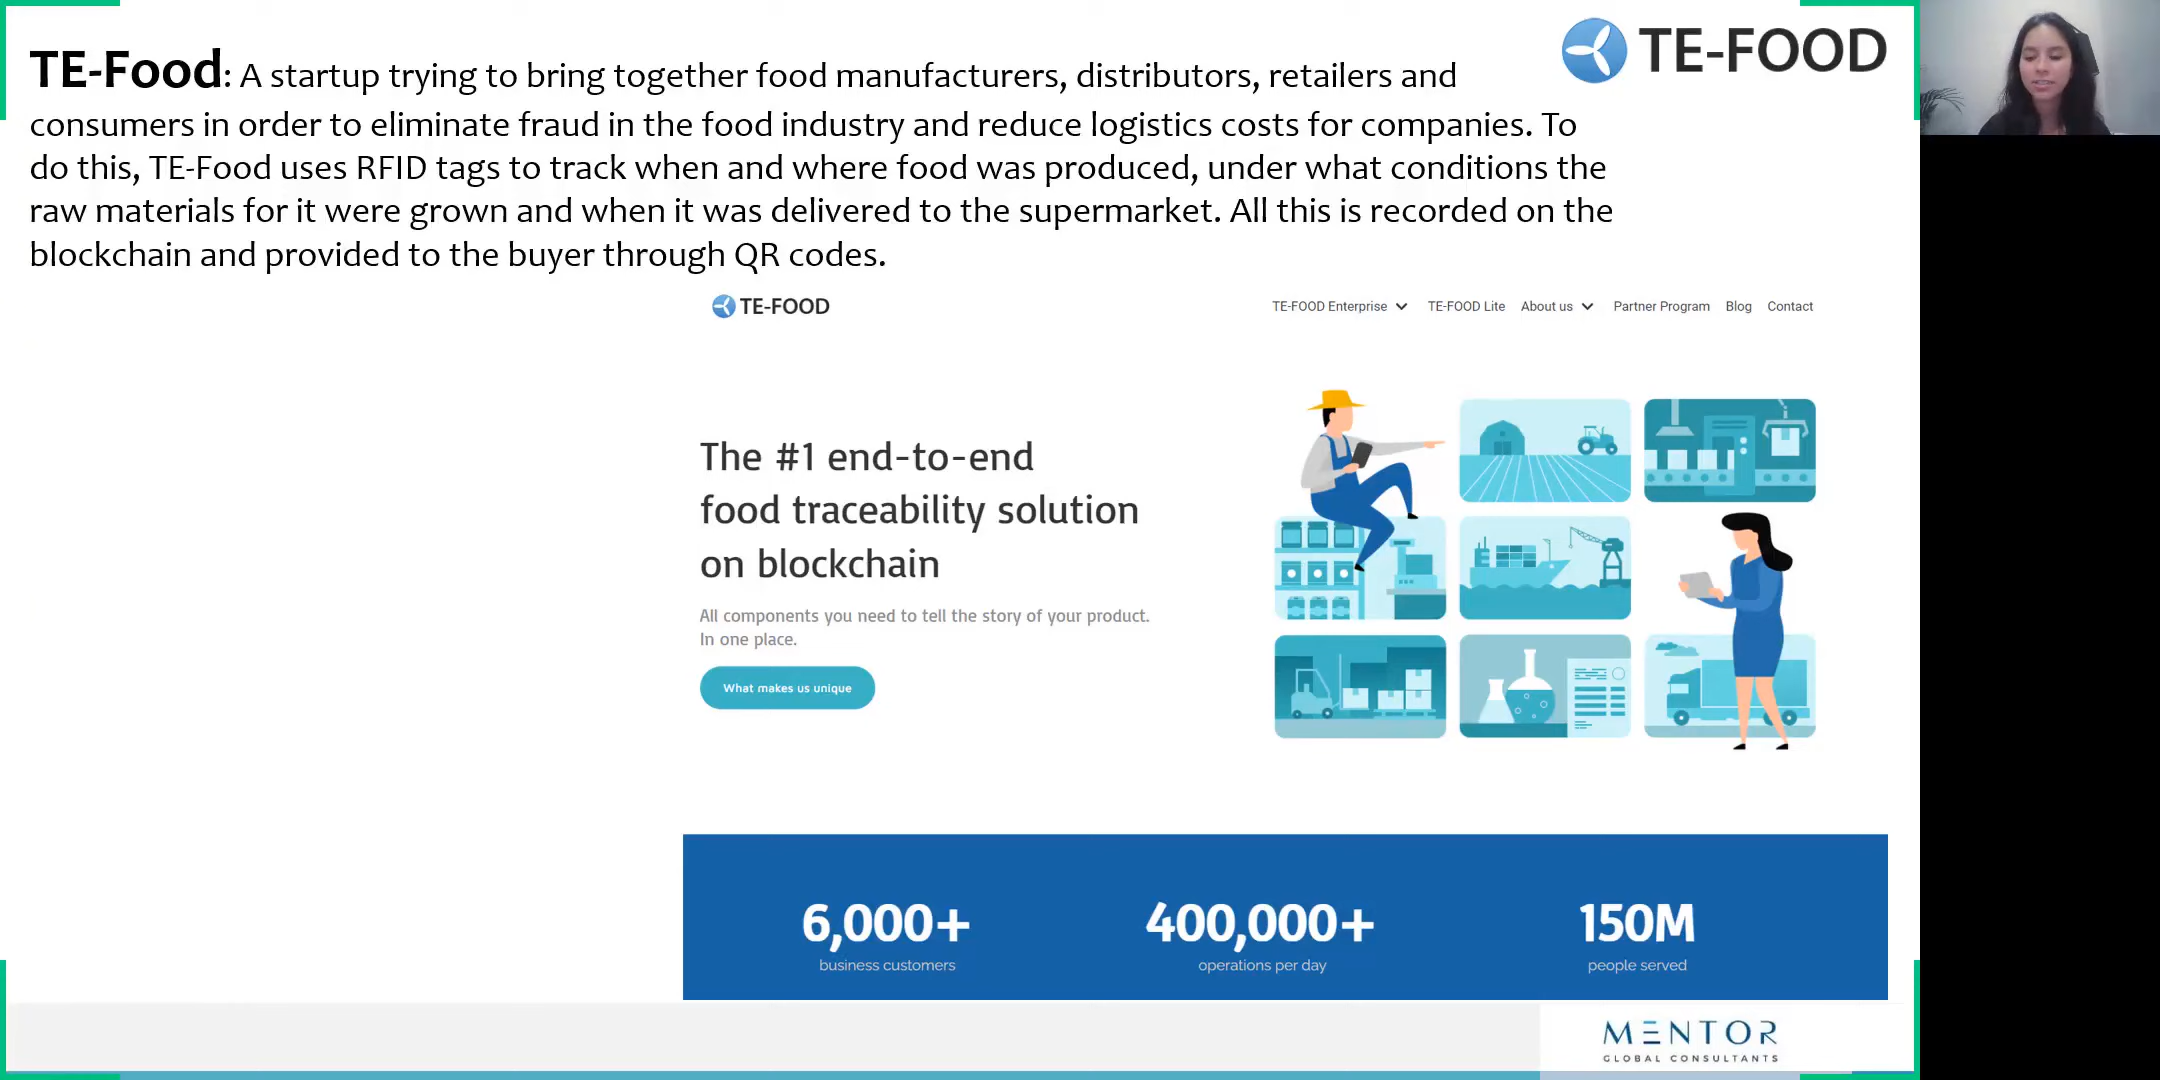 TE-FOOD
TE-Food: A startup trying to bring together food manufacturers, distributors, retailers and
consumers in order to eliminate fraud in the food industry and reduce logistics costs for companies. To
do this, TE-Food uses RFID tags to track when and where food was produced, under what conditions the
raw materials for it were grown and when it was delivered to the supermarket. All this is recorded on the
blockchain and provided to the buyer through QR codes.
TE-FOOD
TE-FOOD Enterprise TE-FOOD Lite About us Partner Program Blog Contact
The #1 end-to-end
food traceability solution
on blockchain
All components you need to tell the story of your product.
In one place.
What makes us unique
6,000+ 400,000+ 150M
business customers operations per day people served
MENTOR
GLOBAL CONSULTANTS